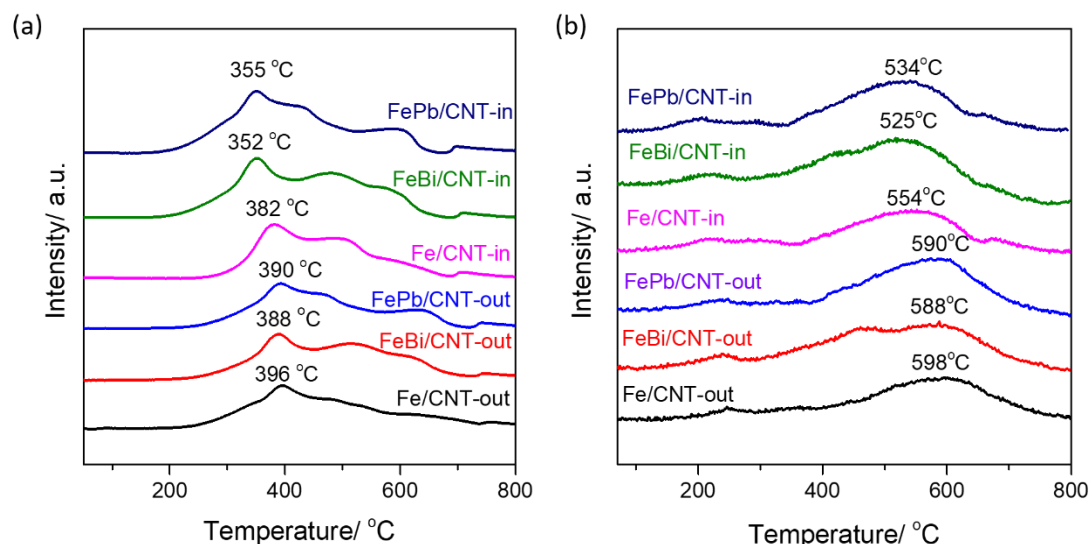 (a)
355 °C
FePb/CNT-in
352 °C
FeBi/CNT-in
382 °C
Fe/CNT-in
390 °C
FePb/CNT-out
388 °C
FeBi/CNT-out
396 °C
Fe/CNT-out
Intensity/ a.u.
200 400 600 800
Temperature/ °C
(b)
534°C
FePb/CNT-in
525°C
FeBi/CNT-in
554°C
Fe/CNT-in
590°C
FePb/CNT-out
588°C
FeBi/CNT-out
598°C
Fe/CNT-out
Intensity/ a.u.
200 400 600 800
Temperature/ °C